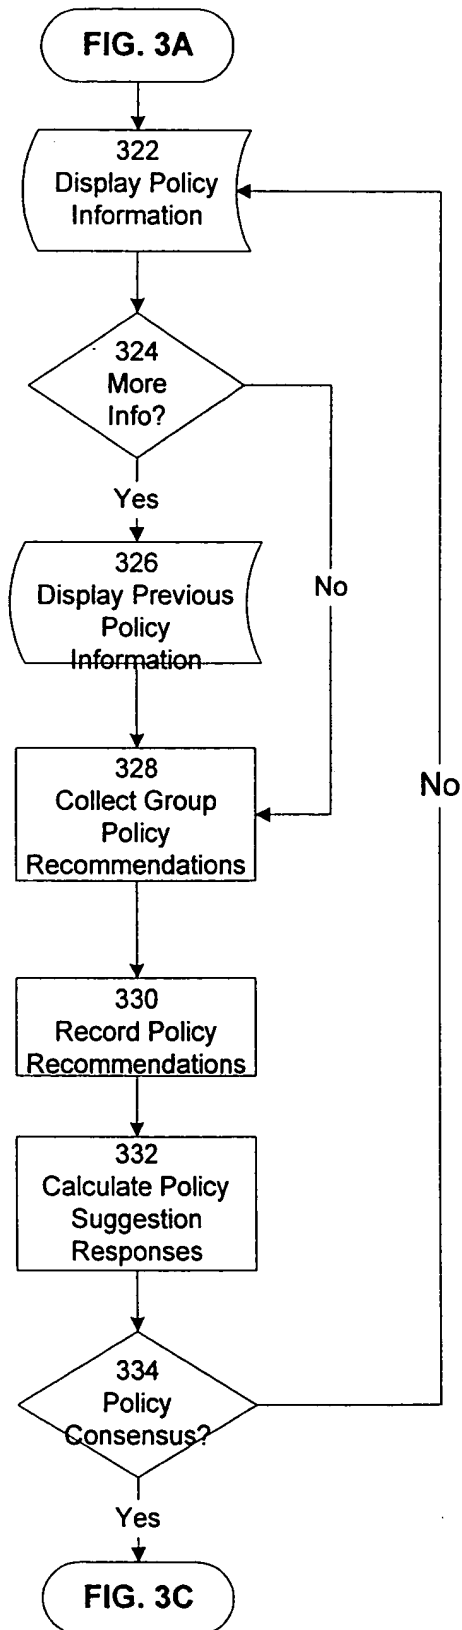 FIG. 3A
322
Display Policy
Information
324
More
Info?
Yes
326
Display Previous
Policy
Information
No
328
Collect Group
Policy
Recommendations
No
330
Record Policy
Recommendations
332
Calculate Policy
Suggestion
Responses
334
Policy
Consensus?
Yes
FIG. 3C